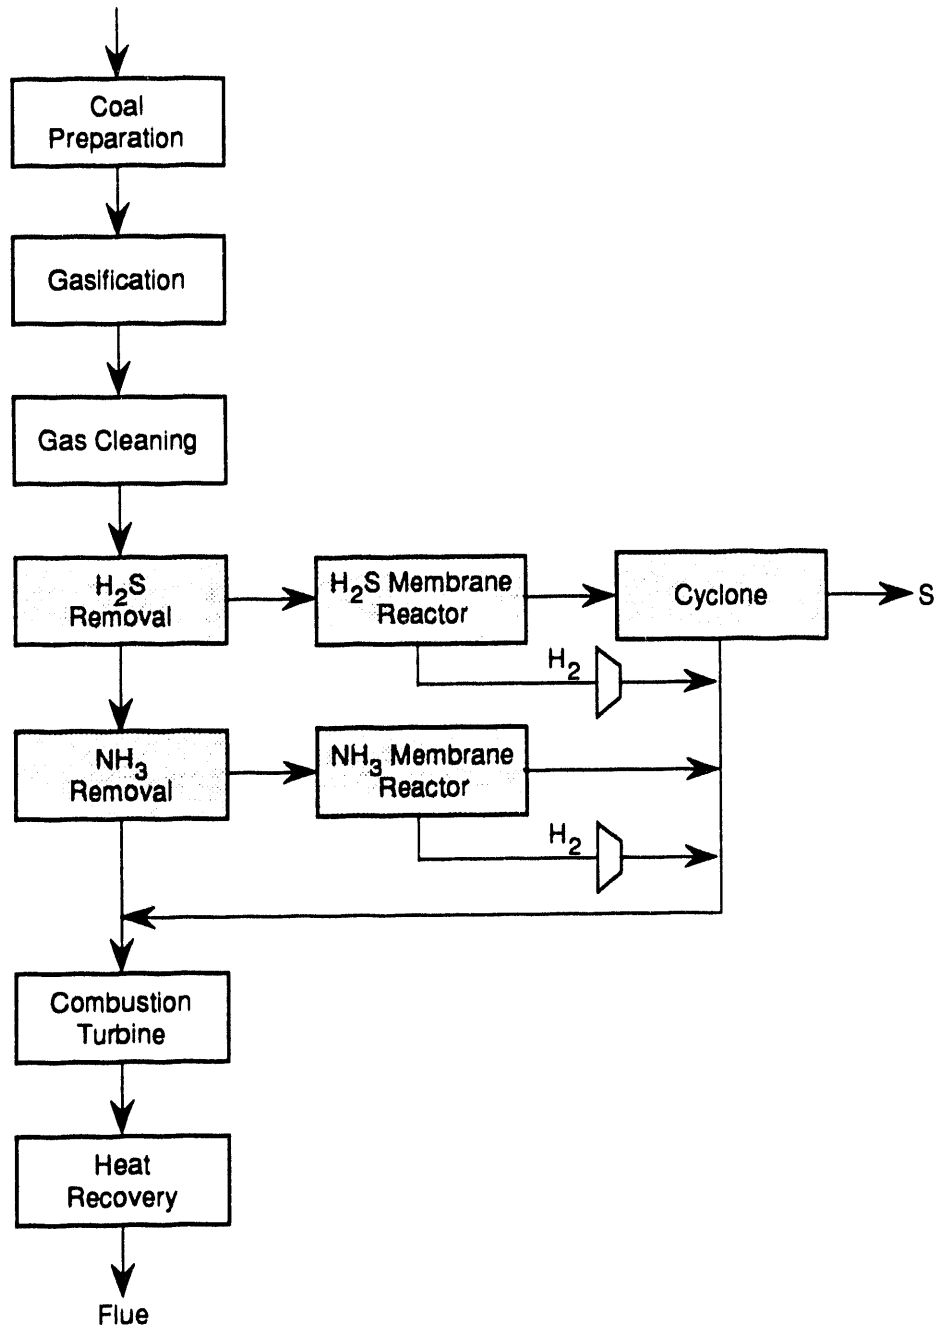 Coal
Preparation
Gasification
Gas Cleaning
H₂S
Removal
H₂S Membrane
Reactor
Cyclone
S
H₂
NH₃
Removal
NH₃ Membrane
Reactor
H₂
Combustion
Turbine
Heat
Recovery
Flue